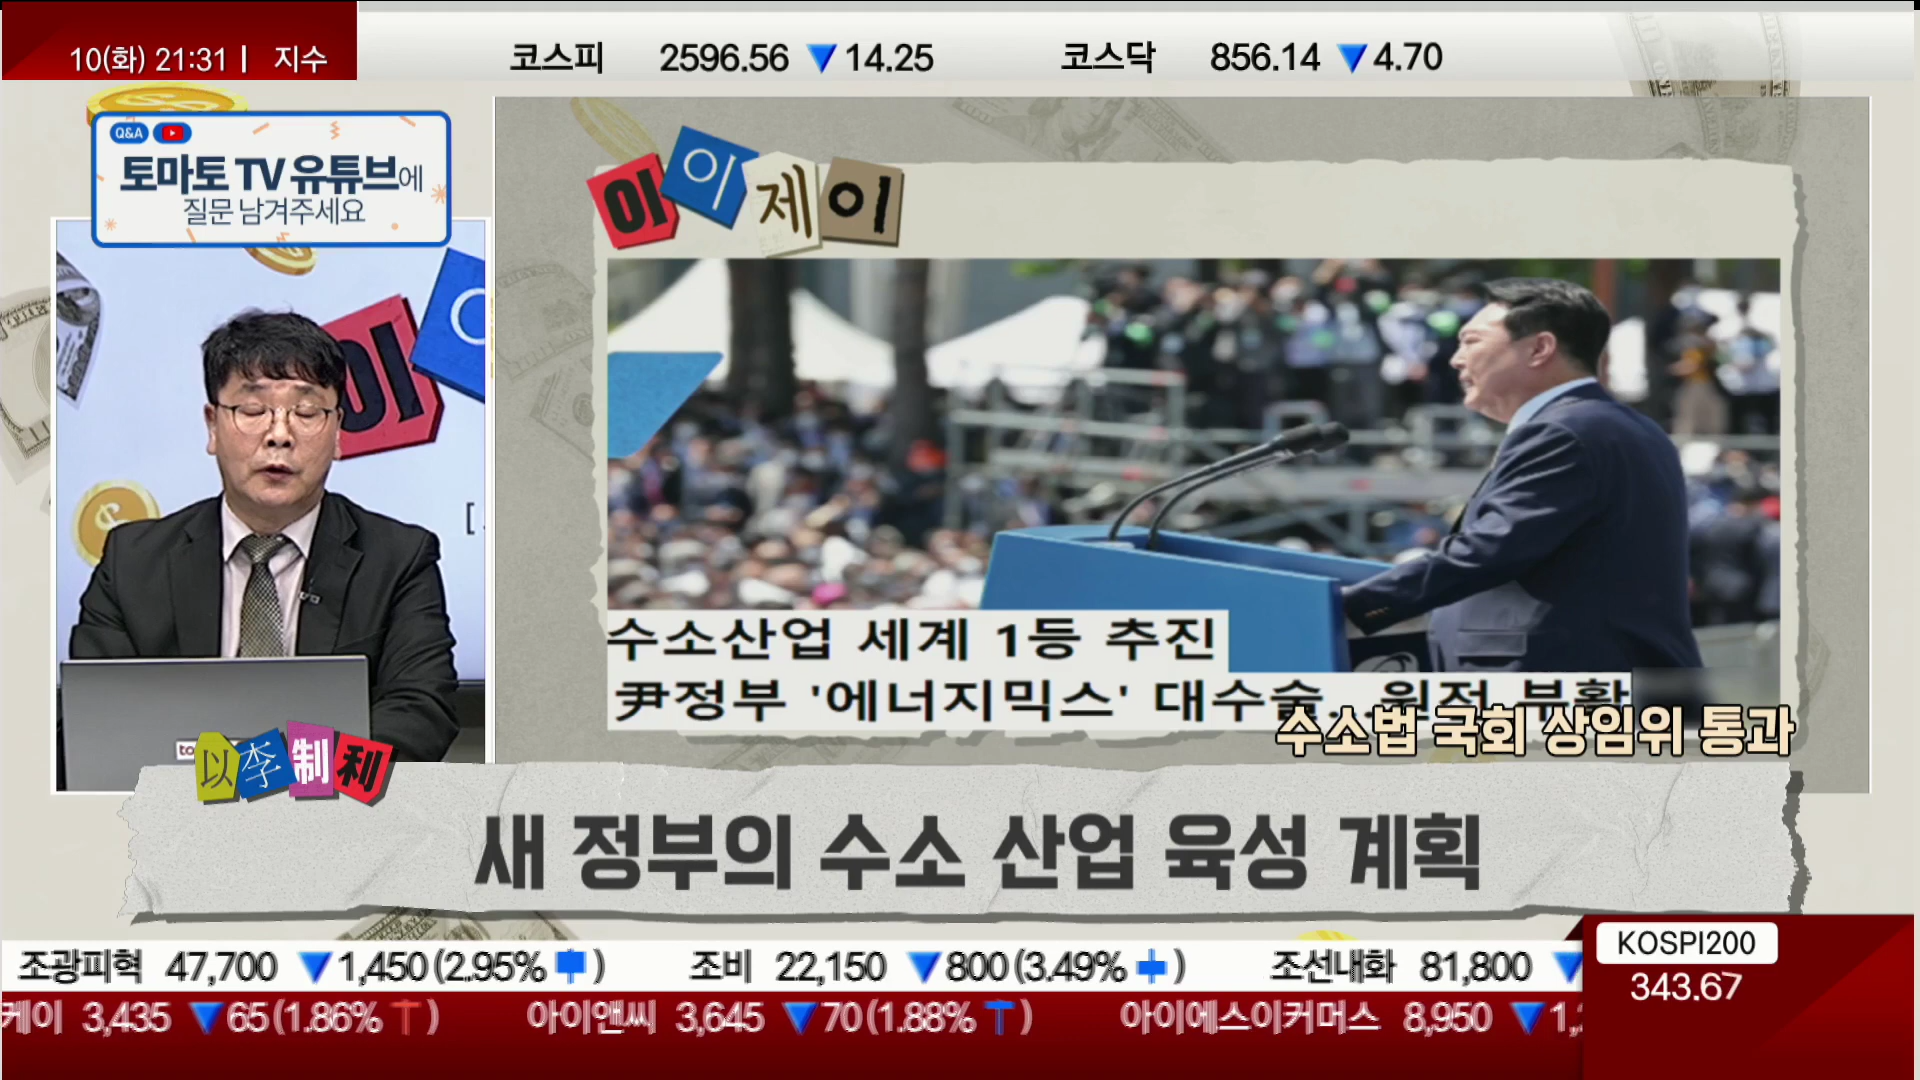 10(화) 21:31 | 지수
코스피 2596.56 ▼ 14.25 코스닥 856.14 ▼ 4.70
Q&A
토마토 TV 유튜브에
질문 남겨주세요
이이제이
이
수소산업 세계 1등 추진
尹정부 '에너지믹스' 대수술...원전 부활
수소법 국회 상임위 통과
以李制利
새 정부의 수소 산업 육성 계획
조광피혁 47,700 ▼1,450 (2.95% ) 조비 22,150 ▼800 (3.49% ) 조선내화 81,800 ▼
케이 3,435 ▼65 (1.86% ) 아이앤씨 3,645 ▼70 (1.88% ) 아이에스이커머스 8,950 ▼1,
KOSPI200
343.67